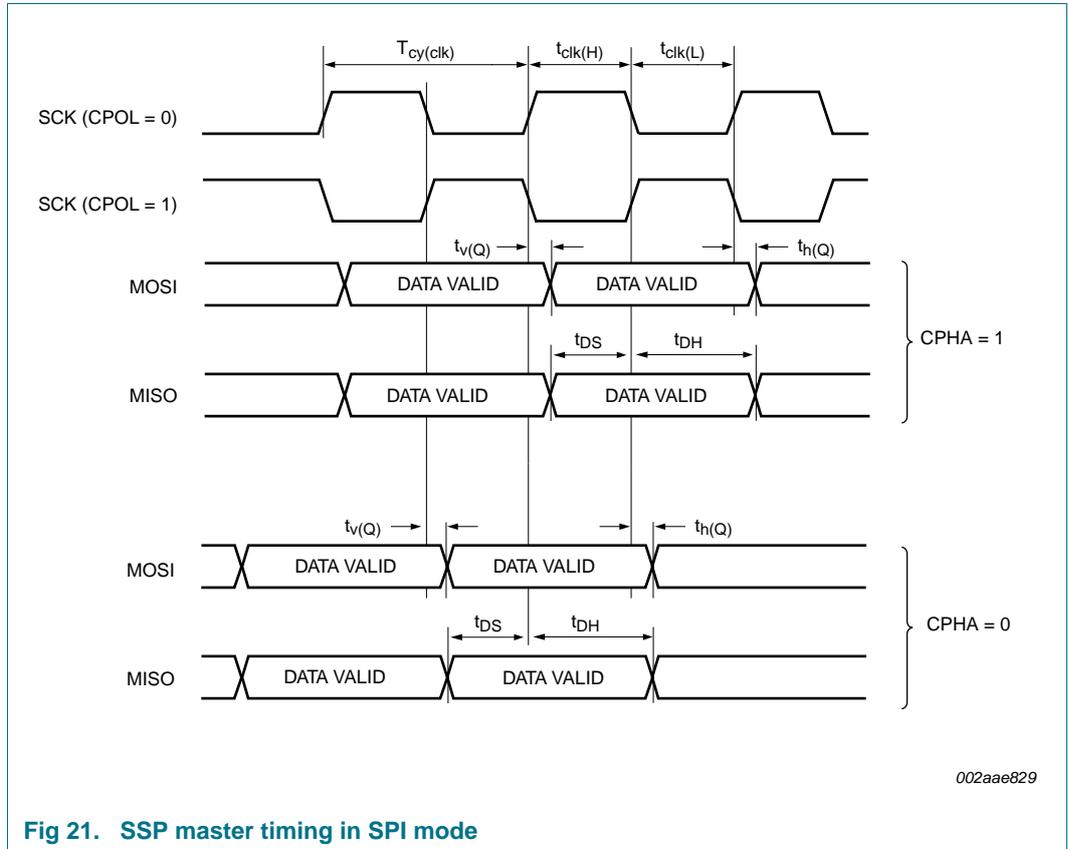 Tcy(clk) tclk(H) tclk(L)
SCK (CPOL = 0)
SCK (CPOL = 1)
tv(Q) th(Q)
MOSI DATA VALID DATA VALID
CPHA = 1
tDS tDH
MISO DATA VALID DATA VALID
tv(Q) th(Q)
MOSI DATA VALID DATA VALID
tDS tDH
CPHA = 0
MISO DATA VALID DATA VALID
002aae829
Fig 21. SSP master timing in SPI mode